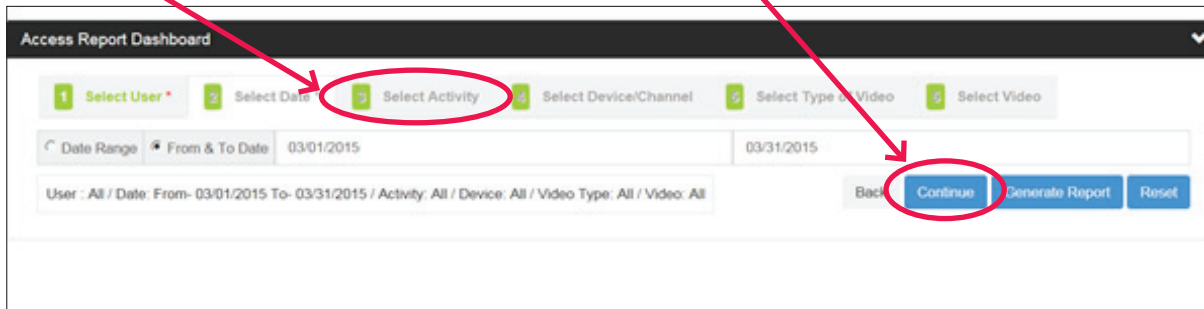 Access Report Dashboard
1 Select User * 2 Select Date * 3 Select Activity 4 Select Device/Channel 5 Select Type of Video 6 Select Video
Date Range From & To Date 03/01/2015 03/31/2015
User : All / Date: From- 03/01/2015 To- 03/31/2015 / Activity: All / Device: All / Video Type: All / Video: All Back Continue Generate Report Reset